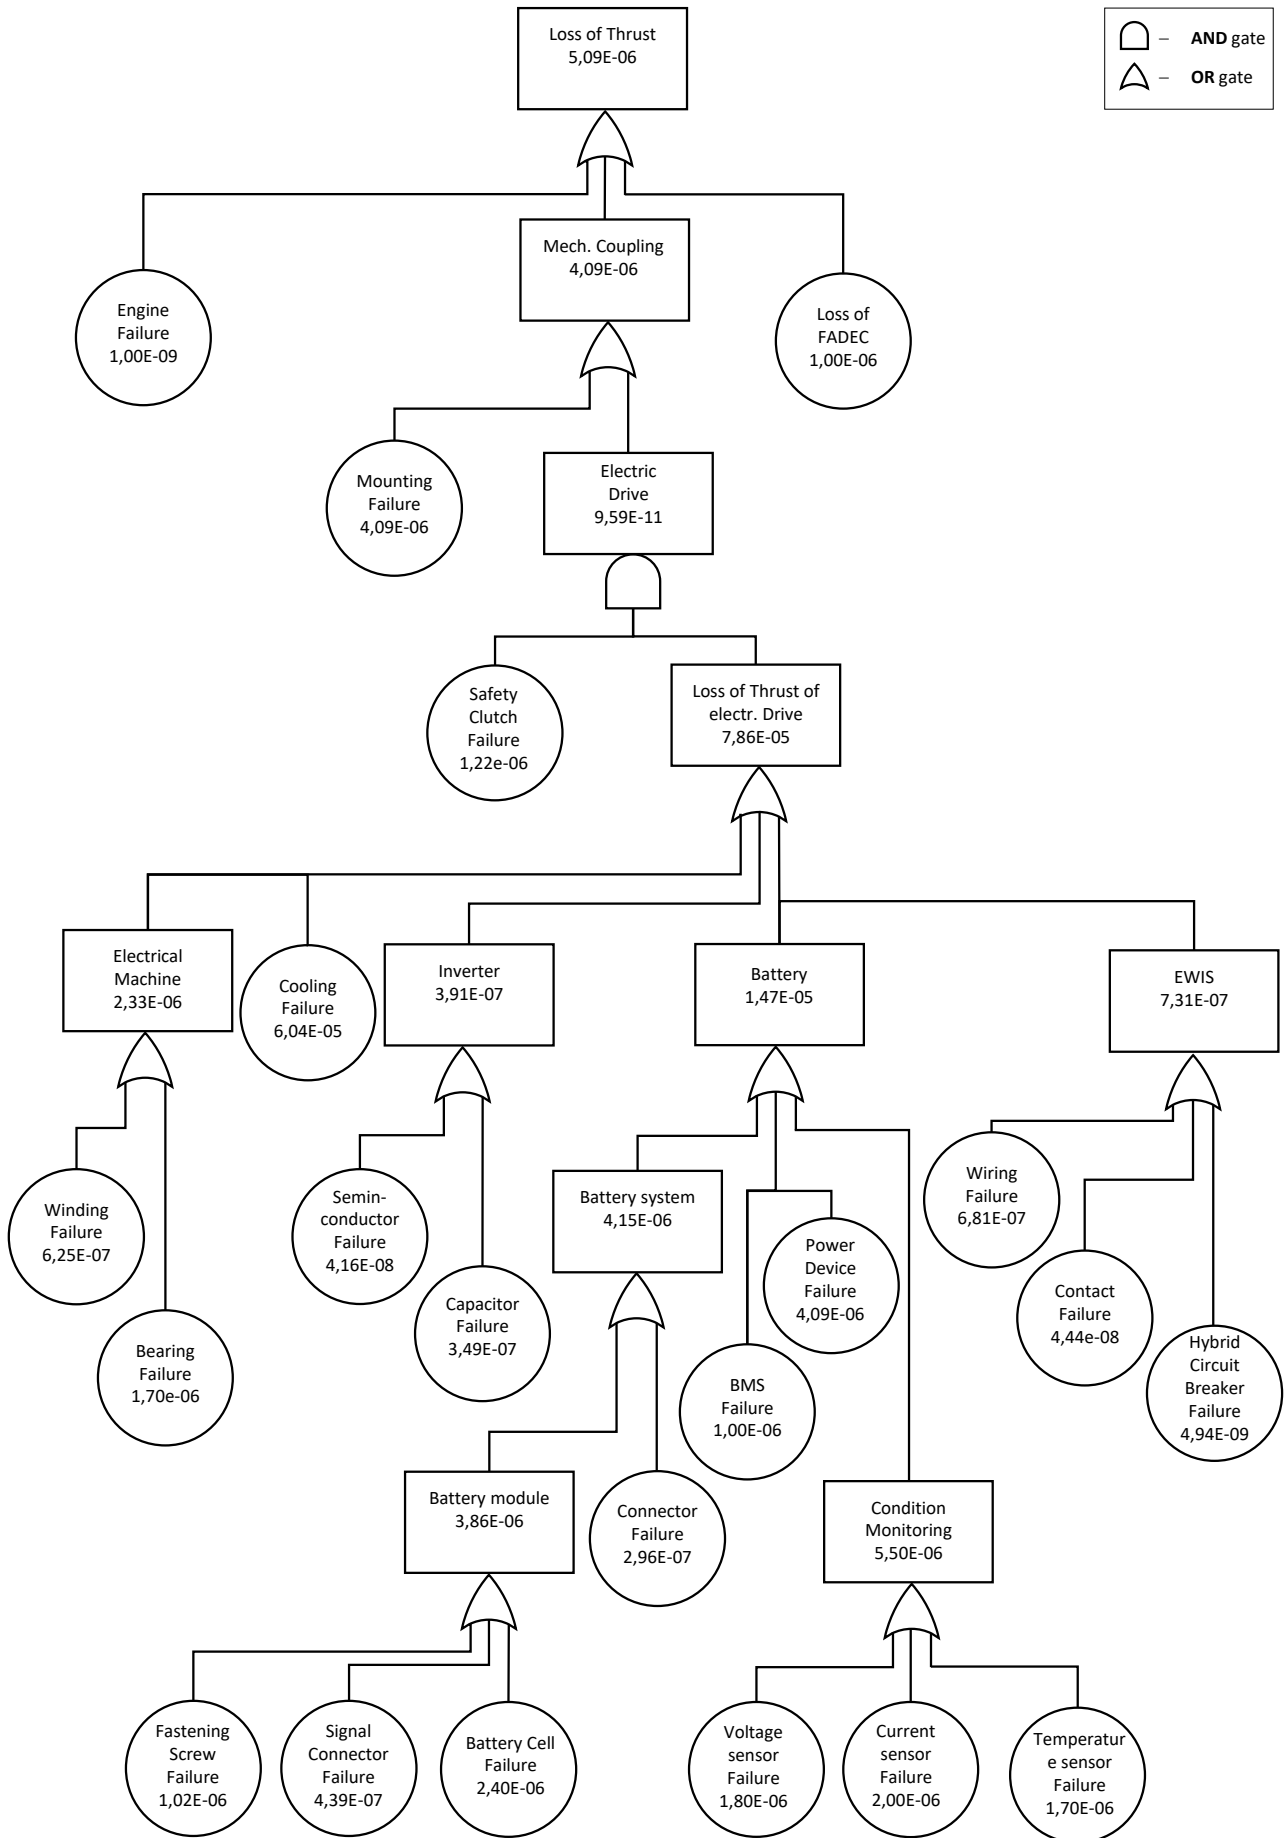 Loss of Thrust
5,09E-06
– AND gate
– OR gate
Mech. Coupling
4,09E-06
Engine
Failure
1,00E-09
Loss of
FADEC
1,00E-06
Mounting
Failure
4,09E-06
Electric
Drive
9,59E-11
Safety
Clutch
Failure
1,22e-06
Loss of Thrust of
electr. Drive
7,86E-05
Electrical
Machine
2,33E-06
Cooling
Failure
6,04E-05
Inverter
3,91E-07
Battery
1,47E-05
EWIS
7,31E-07
Winding
Failure
6,25E-07
Bearing
Failure
1,70e-06
Semin-
conductor
Failure
4,16E-08
Capacitor
Failure
3,49E-07
Battery system
4,15E-06
Power
Device
Failure
4,09E-06
BMS
Failure
1,00E-06
Wiring
Failure
6,81E-07
Contact
Failure
4,44e-08
Hybrid
Circuit
Breaker
Failure
4,94E-09
Battery module
3,86E-06
Connector
Failure
2,96E-07
Condition
Monitoring
5,50E-06
Fastening
Screw
Failure
1,02E-06
Signal
Connector
Failure
4,39E-07
Battery Cell
Failure
2,40E-06
Voltage
sensor
Failure
1,80E-06
Current
sensor
Failure
2,00E-06
Temperatur
e sensor
Failure
1,70E-06